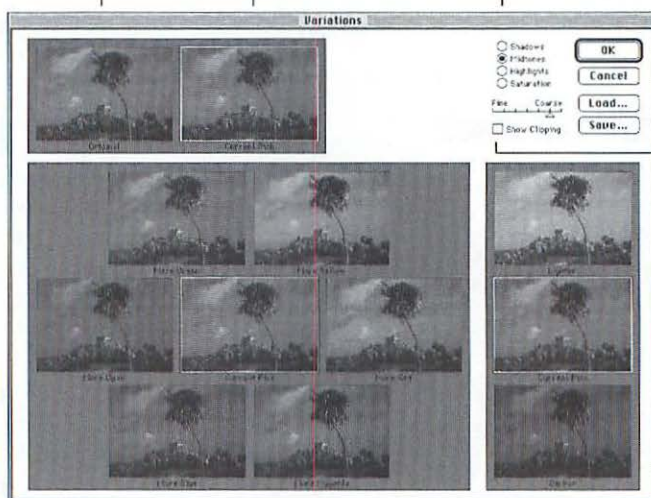 Variations
Shadows
Midtones
Highlights
Saturation
OK
Cancel
Fine Coarse
Load...
Show Clipping
Save...
Original Current Pick
More Green More Yellow
Lighter
More Cyan Current Pick More Red
Current Pick
More Blue More Magenta
Darker